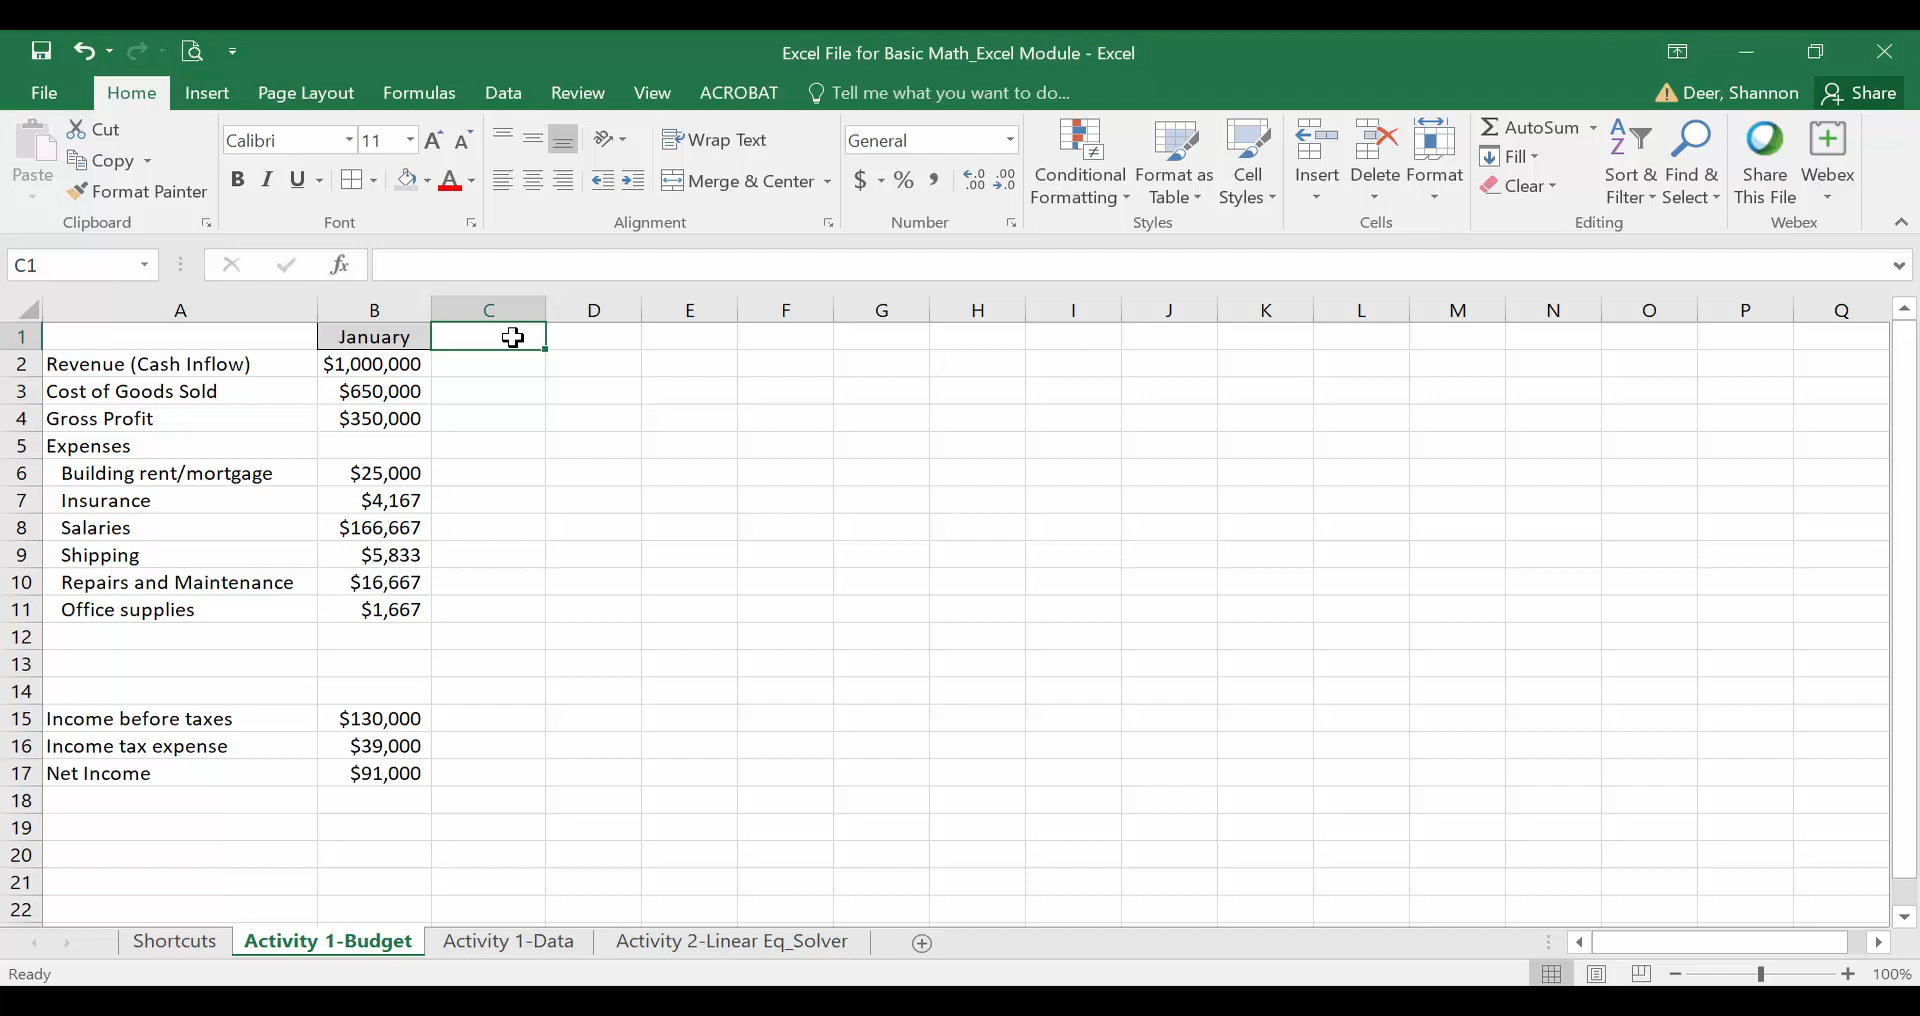 Excel File for Basic Math_Excel Module - Excel
File Home Insert Page Layout Formulas Data Review View ACROBAT Tell me what you want to do... Deer, Shannon Share
Paste
Cut
Copy
Format Painter
Clipboard
Calibri 11 A A
B I U A
Font
Wrap Text
Merge & Center
Alignment
General
$ % , .0 .00 .00 .0
Number
Conditional Formatting
Format as Table
Cell Styles
Styles
Insert
Delete
Format
Cells
AutoSum
Fill
Clear
Sort & Filter
Find & Select
Editing
Share This File
Webex
Webex
C1 fx
A B C D E F G H I J K L M N O P Q
1 January
2 Revenue (Cash Inflow) $1,000,000
3 Cost of Goods Sold $650,000
4 Gross Profit $350,000
5 Expenses
6 Building rent/mortgage $25,000
7 Insurance $4,167
8 Salaries $166,667
9 Shipping $5,833
10 Repairs and Maintenance $16,667
11 Office supplies $1,667
12
13
14
15 Income before taxes $130,000
16 Income tax expense $39,000
17 Net Income $91,000
18
19
20
21
22
Shortcuts Activity 1-Budget Activity 1-Data Activity 2-Linear Eq_Solver
Ready 100%